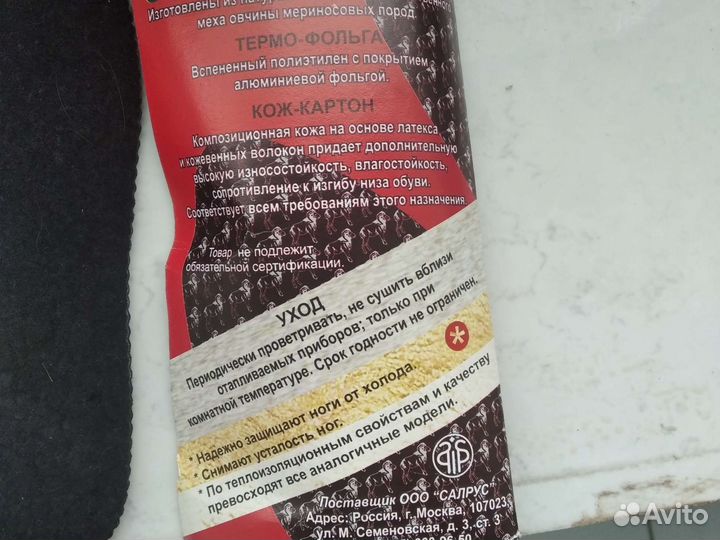 Изготовлены из
меха овчины мериносовых пород.
ТЕРМО-ФОЛЬГА
Вспененный полиэтилен с покрытием
алюминиевой фольгой.
КОЖ-КАРТОН
Композиционная кожа на основе латекса
и кожевенных волокон придает дополнительную
высокую износостойкость, влагостойкость,
сопротивление к изгибу низа обуви.
Соответствует всем требованиям этого назначения.
Товар не подлежит
обязательной сертификации.
УХОД
Периодически проветривать, не сушить вблизи
отапливаемых приборов; только при
комнатной температуре. Срок годности не ограничен.
* Надежно защищают ноги от холода.
* Снимают усталость ног.
* По теплоизоляционным свойствам и качеству
превосходят все аналогичные модели.
Поставщик ООО "САЛРУС"
Адрес: Россия, г. Москва, 107023,
ул. М. Семеновская, д. 3, ст. 3
Avito